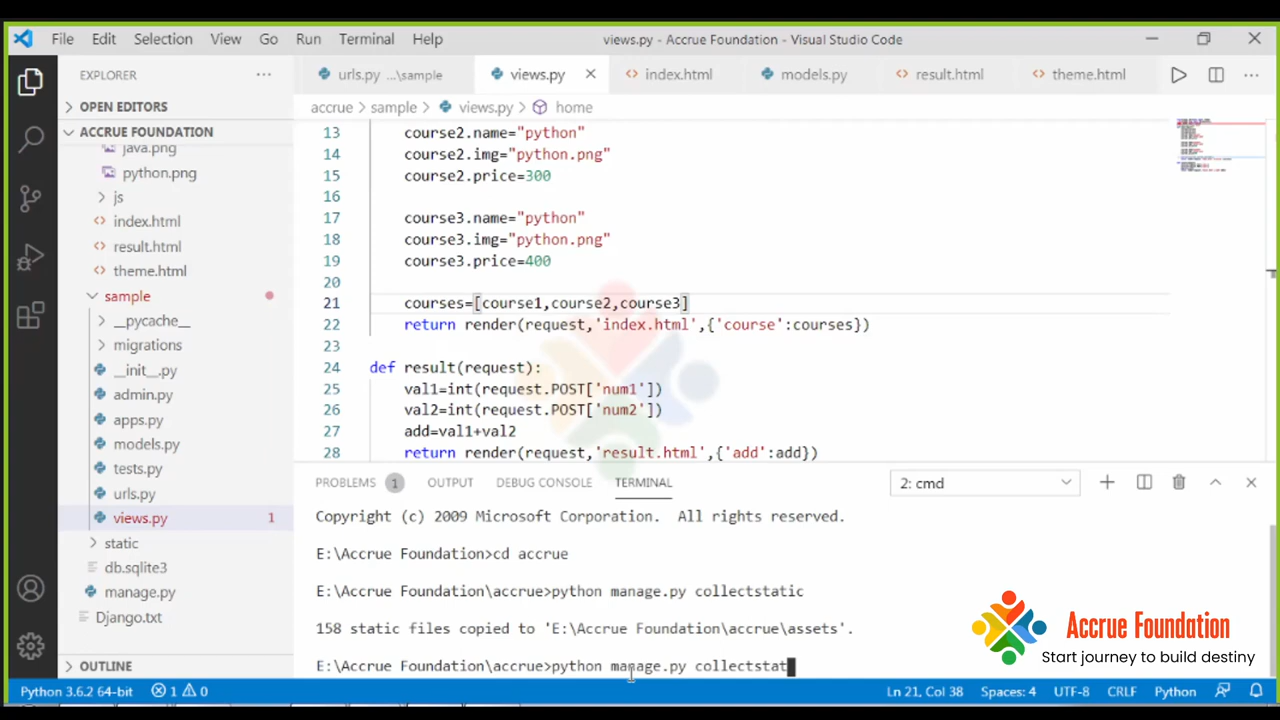 File Edit Selection View Go Run Terminal Help views.py - Accrue Foundation - Visual Studio Code
EXPLORER ...
urls.py ...\sample views.py index.html models.py result.html theme.html ...
OPEN EDITORS
accrue > sample > views.py > home
ACCRUE FOUNDATION
java.png
python.png
js
index.html
result.html
theme.html
sample
__pycache__
migrations
__init__.py
admin.py
apps.py
models.py
tests.py
urls.py
views.py 1
static
db.sqlite3
manage.py
Django.txt
OUTLINE
13 course2.name="python"
14 course2.img="python.png"
15 course2.price=300
16
17 course3.name="python"
18 course3.img="python.png"
19 course3.price=400
20
21 courses=[course1,course2,course3]
22 return render(request,'index.html',{'course':courses})
23
24 def result(request):
25 val1=int(request.POST['num1'])
26 val2=int(request.POST['num2'])
27 add=val1+val2
28 return render(request,'result.html',{'add':add})
PROBLEMS 1 OUTPUT DEBUG CONSOLE TERMINAL 2: cmd
Copyright (c) 2009 Microsoft Corporation. All rights reserved.
E:\Accrue Foundation>cd accrue
E:\Accrue Foundation\accrue>python manage.py collectstatic
158 static files copied to 'E:\Accrue Foundation\accrue\assets'.
E:\Accrue Foundation\accrue>python manage.py collectstat
Accrue Foundation
Start journey to build destiny
Python 3.6.2 64-bit 1 0 Ln 21, Col 38 Spaces: 4 UTF-8 CRLF Python